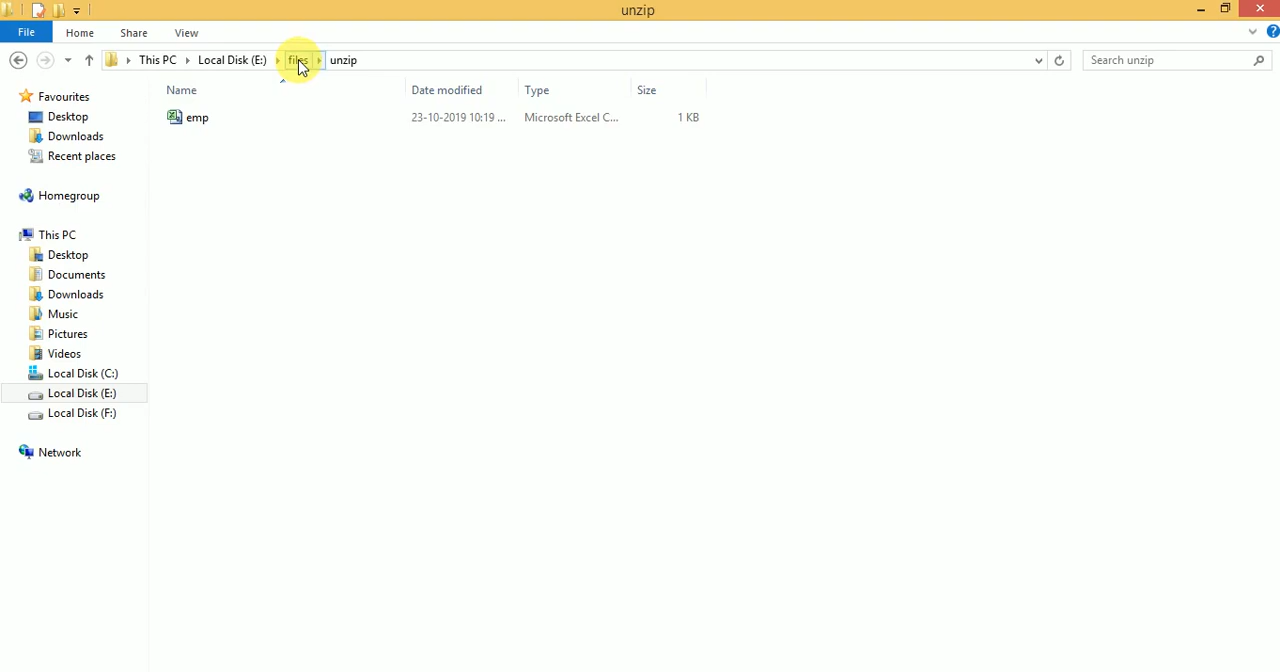 unzip
File Home Share View
This PC Local Disk (E:) files unzip Search unzip
Name Date modified Type Size
emp 23-10-2019 10:19 ... Microsoft Excel C... 1 KB
Favourites
Desktop
Downloads
Recent places
Homegroup
This PC
Desktop
Documents
Downloads
Music
Pictures
Videos
Local Disk (C:)
Local Disk (E:)
Local Disk (F:)
Network